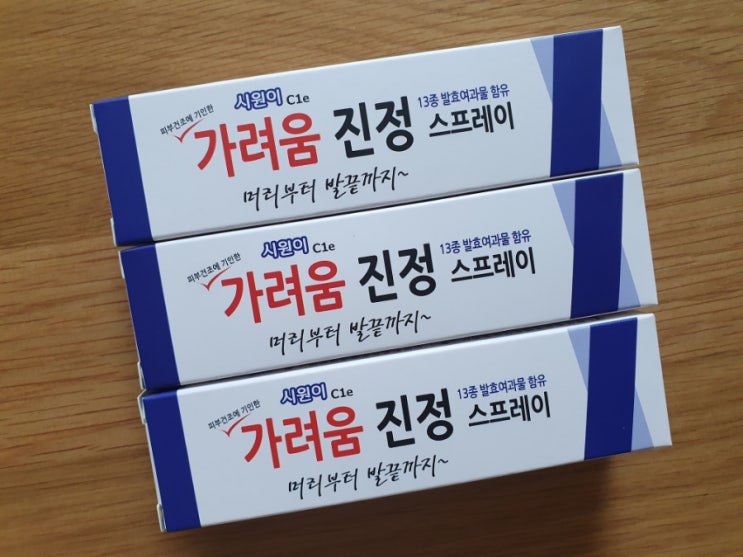 시원이 C1e
피부건조에 기인한
13종 발효여과물 함유
가려움 진정 스프레이
머리부터 발끝까지~
시원이 C1e
피부건조에 기인한
13종 발효여과물 함유
가려움 진정 스프레이
머리부터 발끝까지~
시원이 C1e
피부건조에 기인한
13종 발효여과물 함유
가려움 진정 스프레이
머리부터 발끝까지~